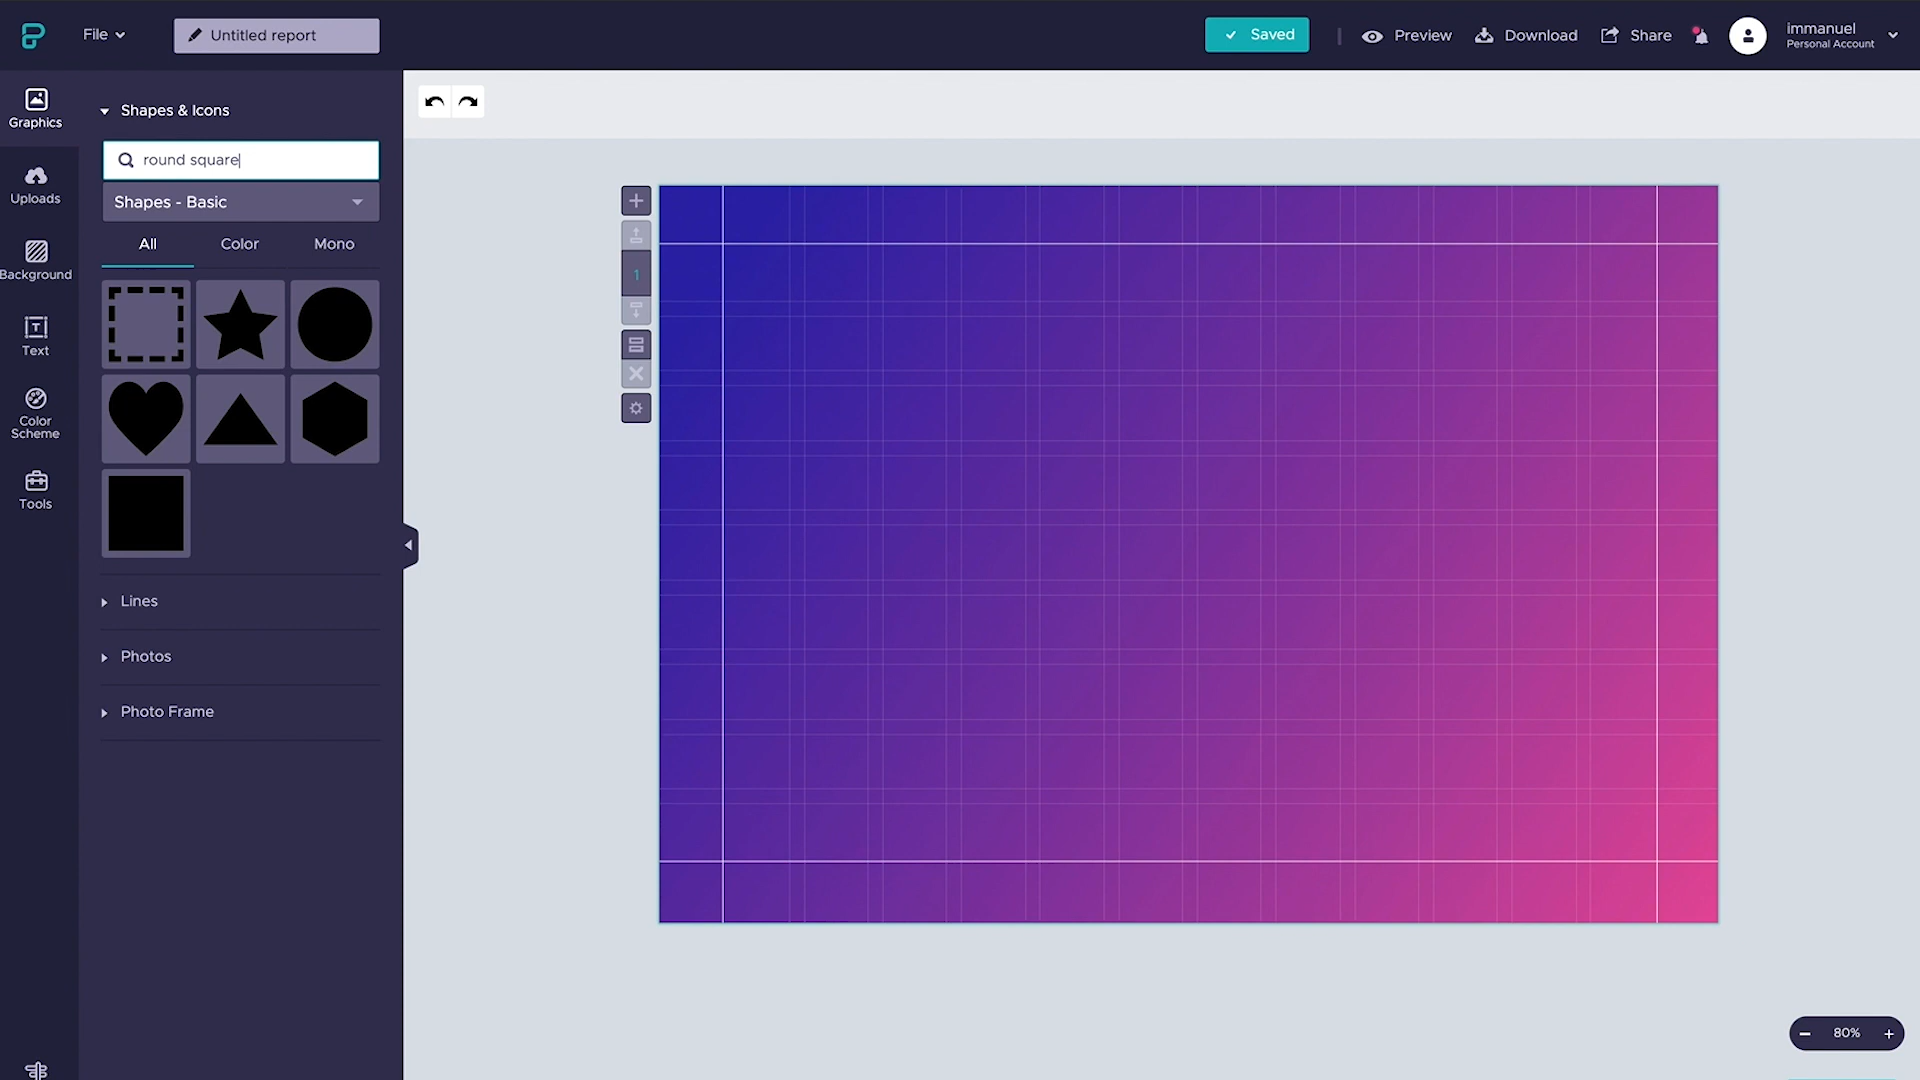 File
Untitled report
Saved
Preview
Download
Share
immanuel
Personal Account
Graphics
Uploads
Background
Text
Color
Scheme
Tools
Shapes & Icons
round square
Shapes - Basic
All
Color
Mono
Lines
Photos
Photo Frame
1
80%